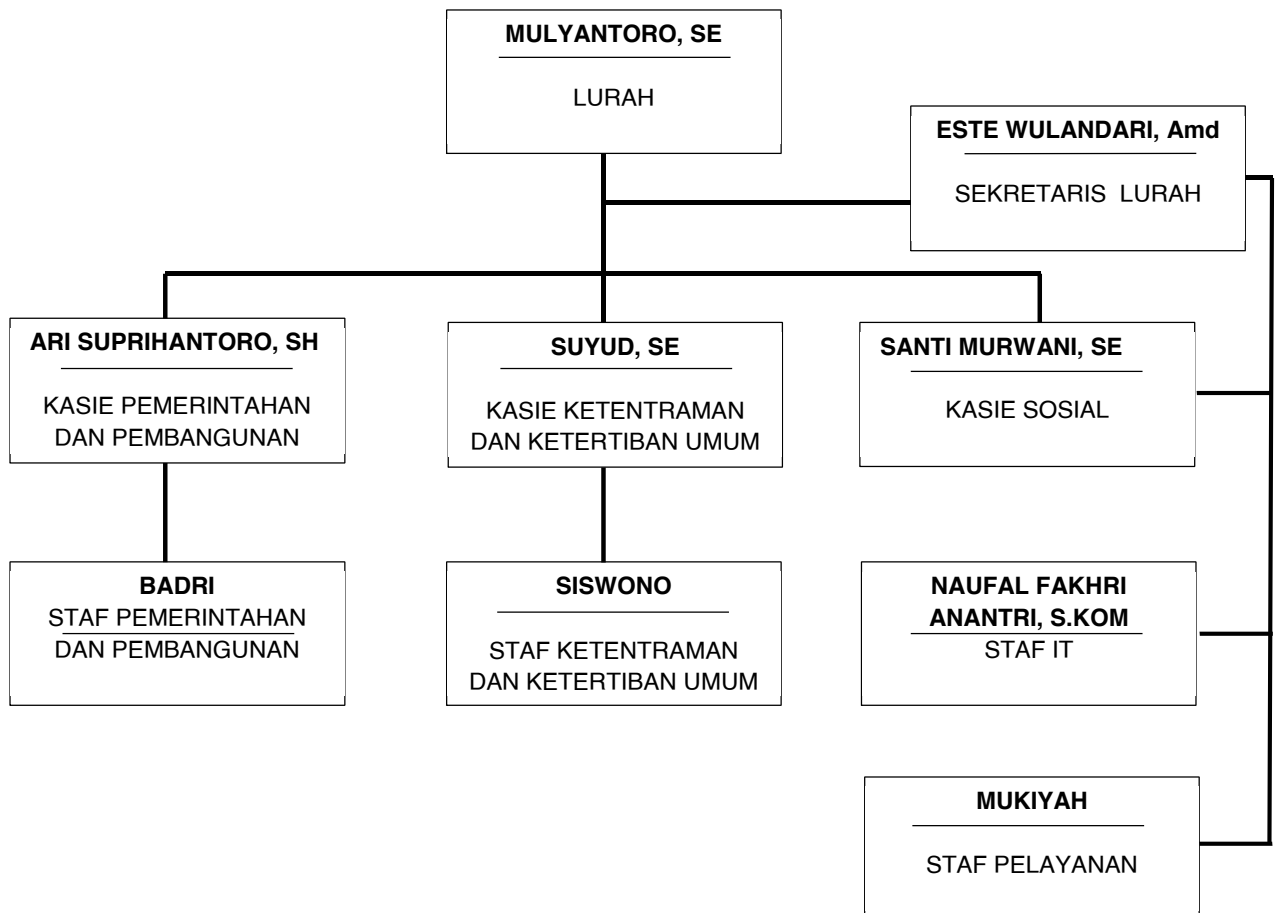 MULYANTORO, SE
LURAH
ESTE WULANDARI, Amd
SEKRETARIS LURAH
ARI SUPRIHANTORO, SH
KASIE PEMERINTAHAN
DAN PEMBANGUNAN
SUYUD, SE
KASIE KETENTRAMAN
DAN KETERTIBAN UMUM
SANTI MURWANI, SE
KASIE SOSIAL
BADRI
STAF PEMERINTAHAN
DAN PEMBANGUNAN
SISWONO
STAF KETENTRAMAN
DAN KETERTIBAN UMUM
NAUFAL FAKHRI
ANANTRI, S.KOM
STAF IT
MUKIYAH
STAF PELAYANAN